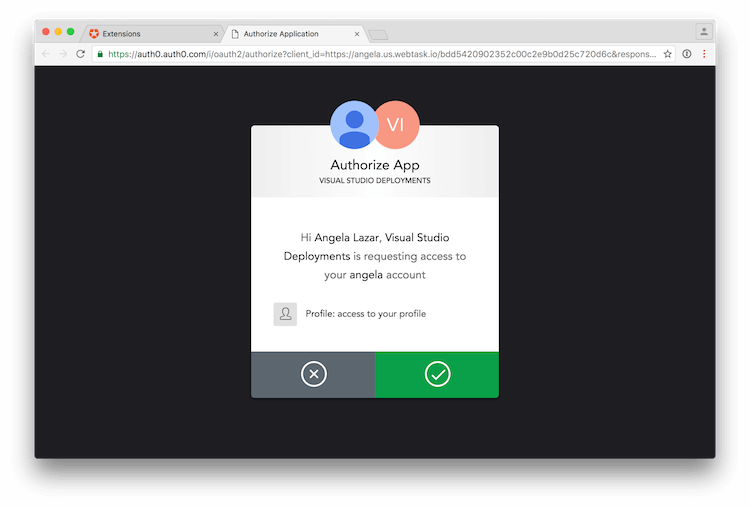 Extensions
Authorize Application
https://auth0.auth0.com/i/oauth2/authorize?client_id=https://angela.us.webtask.io/bdd5420902352c00c2e9b0d25c720d6c&respons...
VI
Authorize App
VISUAL STUDIO DEPLOYMENTS
Hi Angela Lazar, Visual Studio
Deployments is requesting access to
your angela account
Profile: access to your profile